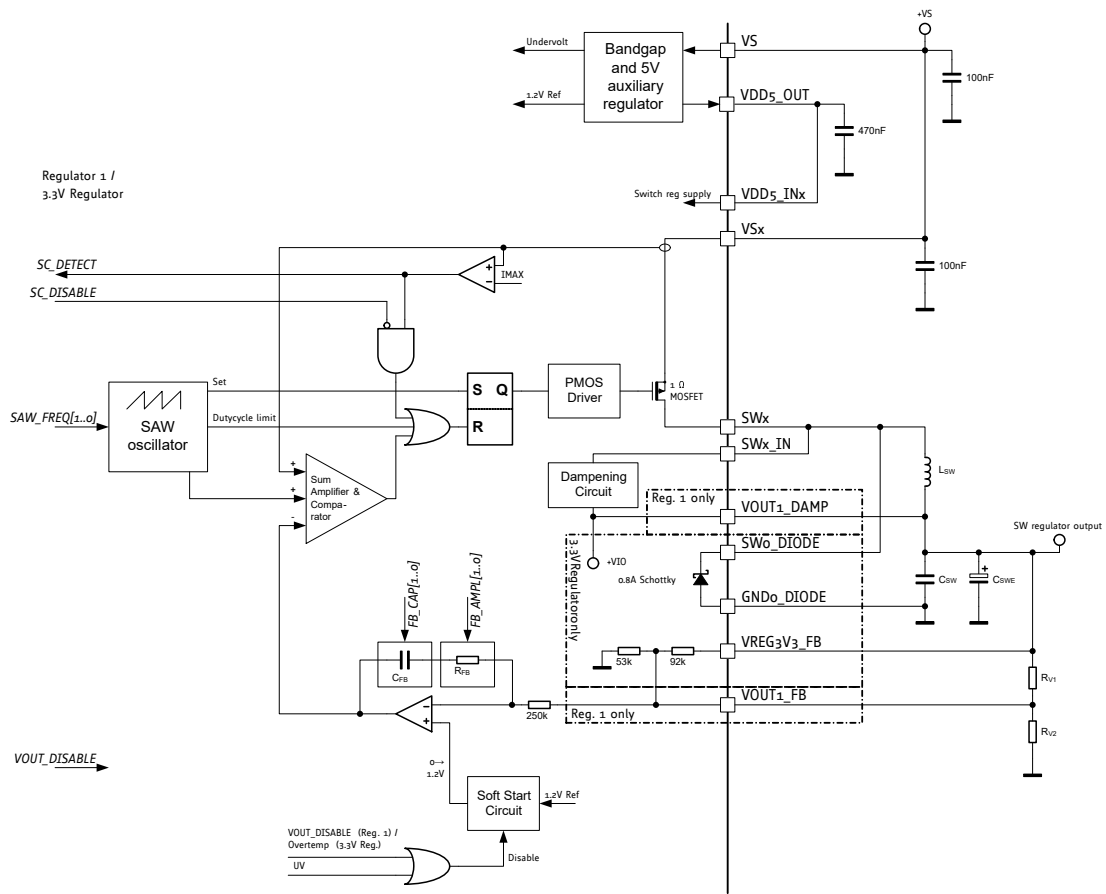 +VS
Undervolt
Bandgap
and 5V
auxiliary
regulator
VS
100nF
1.2V Ref
VDD5_OUT
470nF
Regulator 1 /
3.3V Regulator
Switch reg supply
VDD5_INx
VSx
SC_DETECT
+
−
IMAX
100nF
SC_DISABLE
Set
S Q
R
PMOS
Driver
1 Ω
MOSFET
SAW_FREQ[1..0]
SAW
oscillator
Dutycycle limit
SWx
SWx_IN
LSW
+
+
-
Sum
Amplifier &
Compa-
rator
Dampening
Circuit
Reg. 1 only
VOUT1_DAMP
SW regulator output
3.3V Regulator only
+VIO
SW0_DIODE
0.8A Schottky
CSW
+
CSWE
GND0_DIODE
FB_CAP[1..0]
FB_AMPL[1..0]
VREG3V3_FB
53k
92k
CFB
RFB
RV1
VOUT1_FB
−
+
250k
Reg. 1 only
RV2
VOUT_DISABLE
0→
1.2V
Soft Start
Circuit
1.2V Ref
VOUT_DISABLE (Reg. 1) /
Overtemp (3.3V Reg.)
Disable
UV